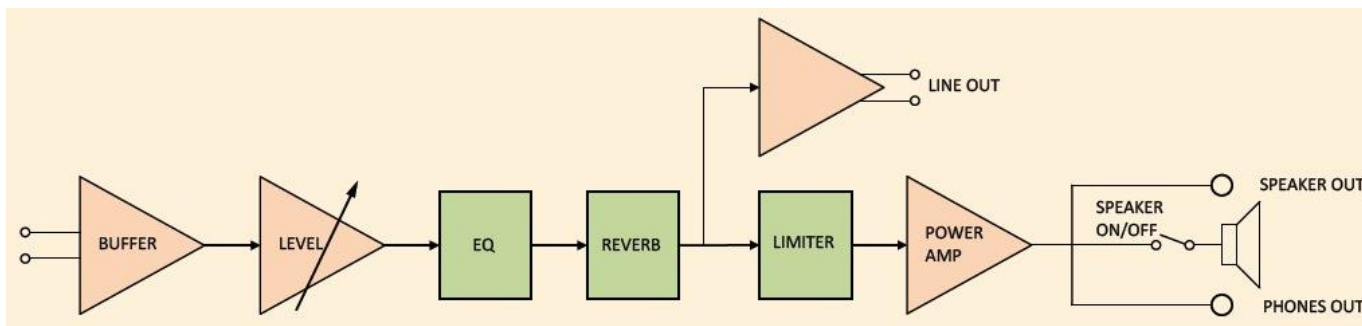 LINE OUT
BUFFER
LEVEL
EQ
REVERB
LIMITER
POWER
AMP
SPEAKER
ON/OFF
SPEAKER OUT
PHONES OUT